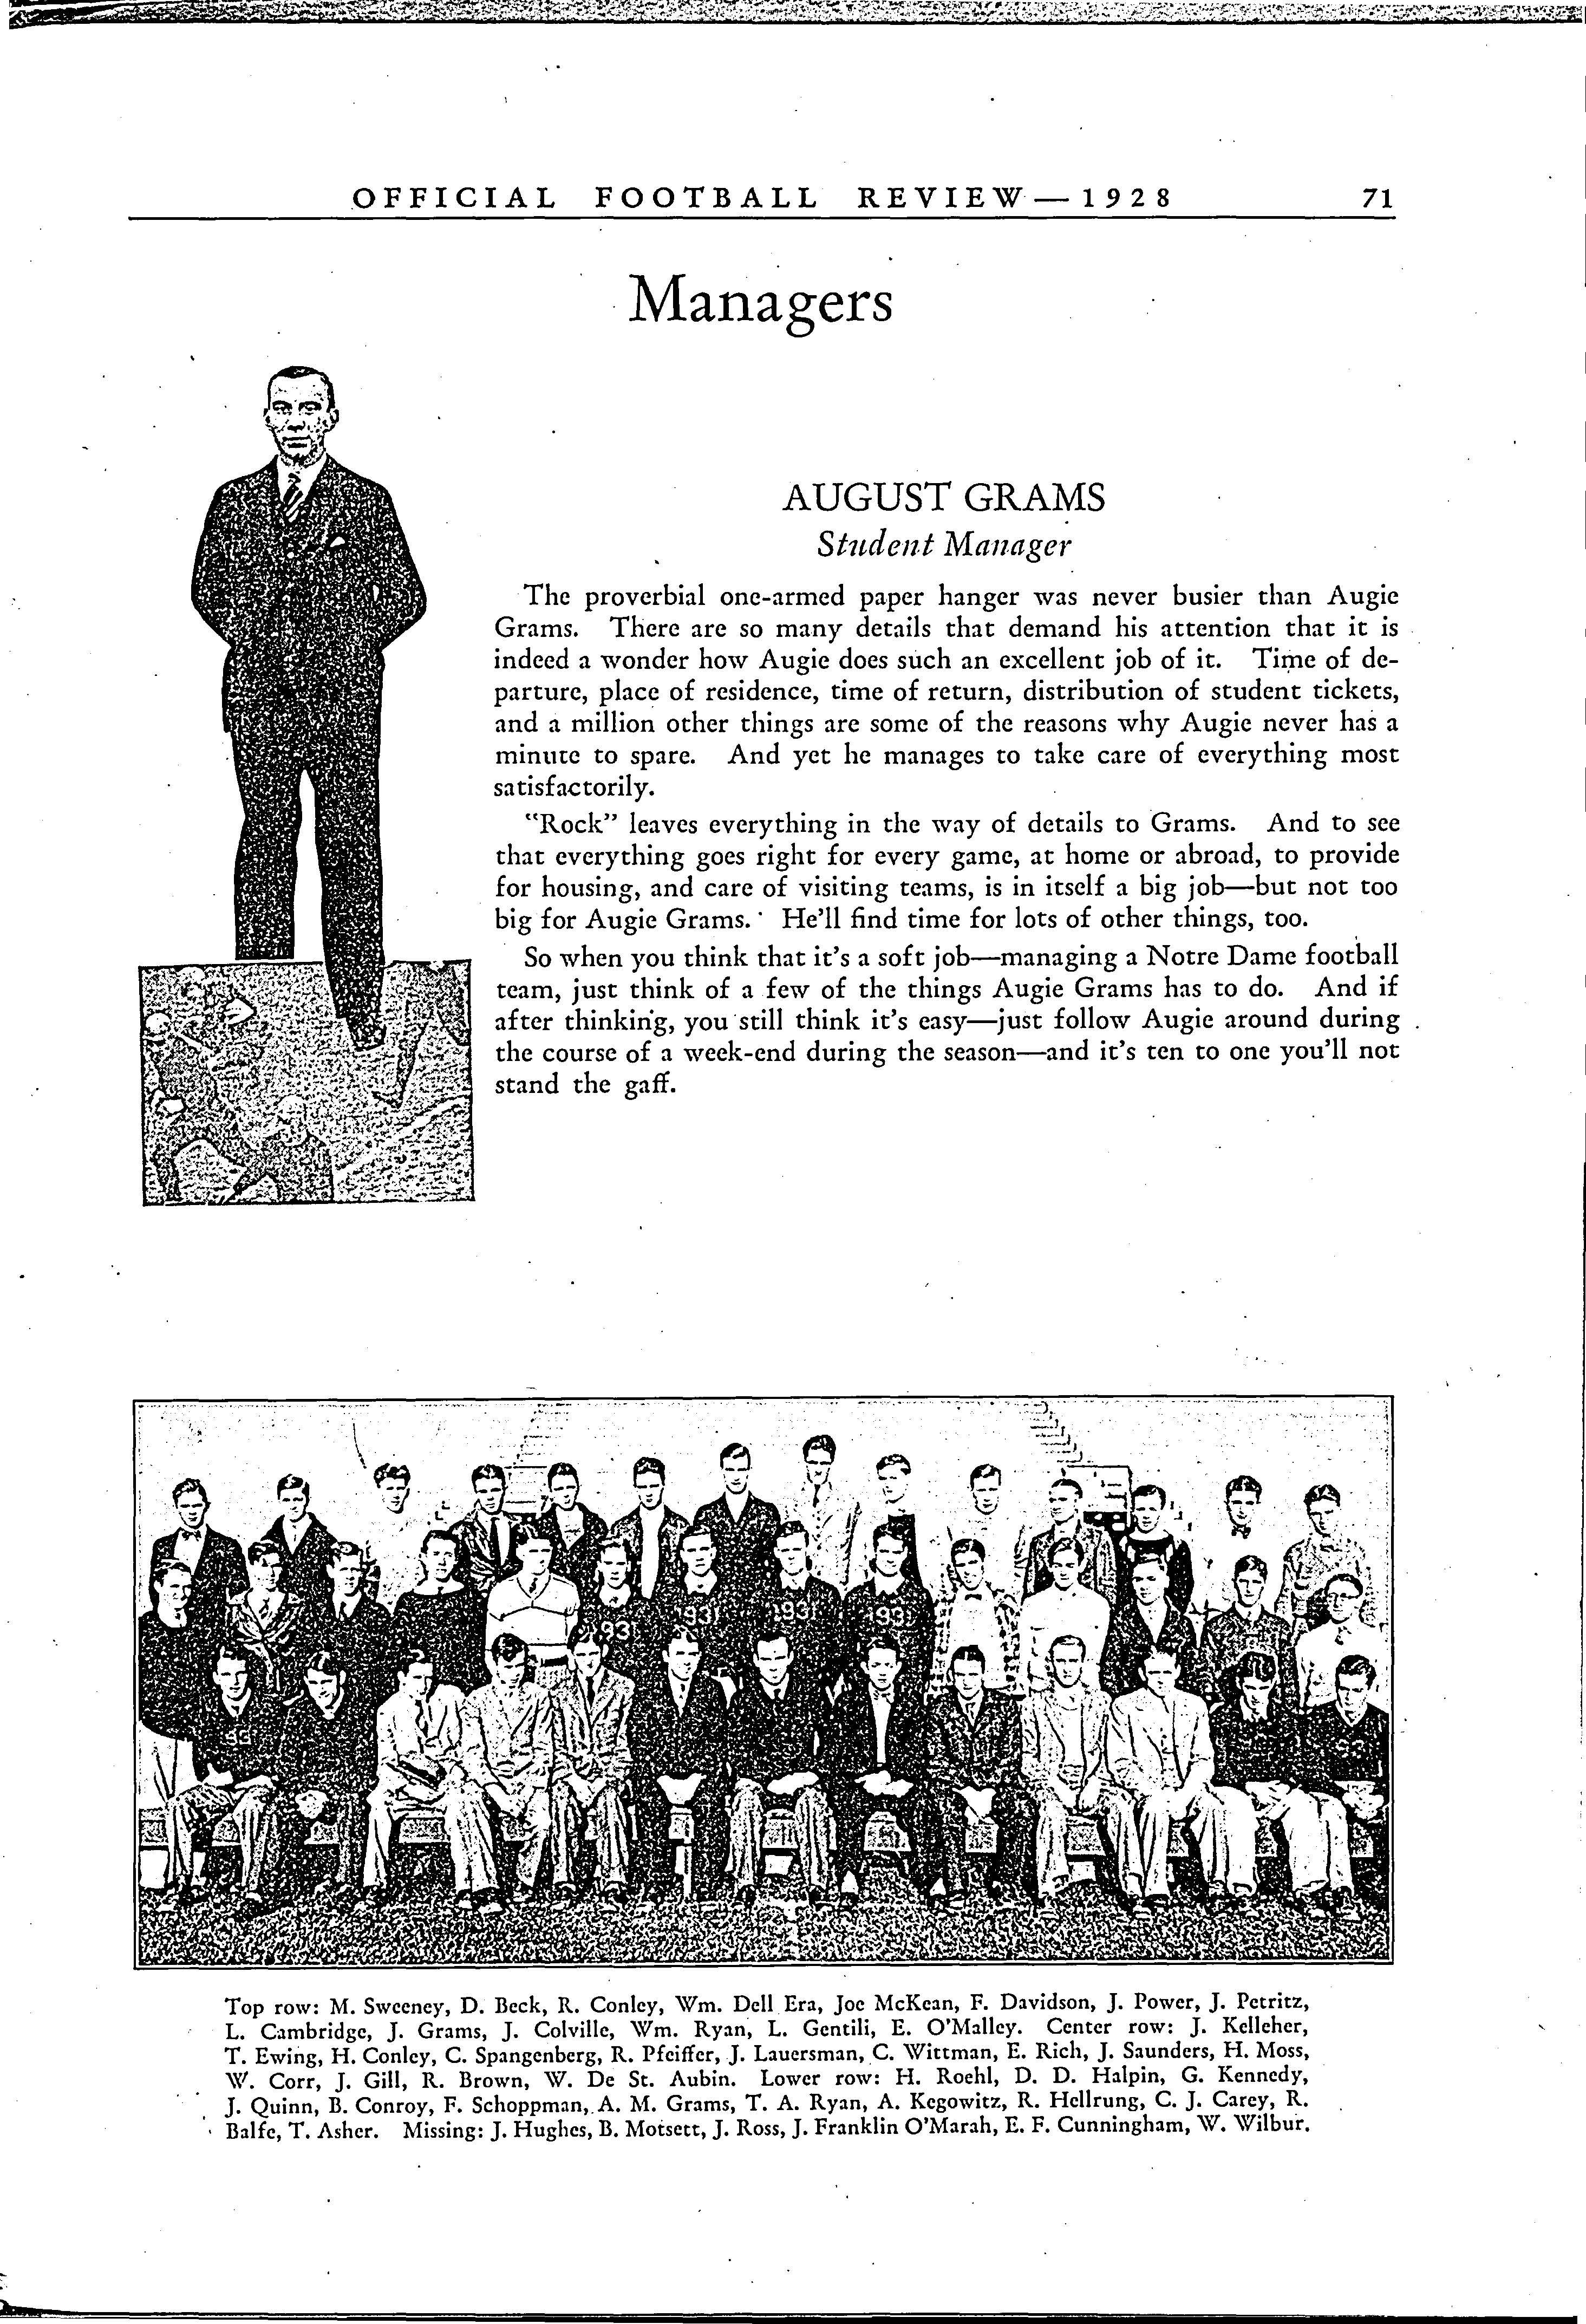 OFFICIAL FOOTBALL REVIEW—1928 71
Managers
AUGUST GRAMS
Student Manager
The proverbial one-armed paper hanger was never busier than Augie
Grams. There are so many details that demand his attention that it is
indeed a wonder how Augie does such an excellent job of it. Time of de-
parture, place of residence, time of return, distribution of student tickets,
and a million other things are some of the reasons why Augie never has a
minute to spare. And yet he manages to take care of everything most
satisfactorily.
"Rock" leaves everything in the way of details to Grams. And to see
that everything goes right for every game, at home or abroad, to provide
for housing, and care of visiting teams, is in itself a big job—but not too
big for Augie Grams. He'll find time for lots of other things, too.
So when you think that it's a soft job—managing a Notre Dame football
team, just think of a few of the things Augie Grams has to do. And if
after thinking, you still think it's easy—just follow Augie around during
the course of a week-end during the season—and it's ten to one you'll not
stand the gaff.
Top row: M. Sweeney, D. Beck, R. Conley, Wm. Dell Era, Joe McKean, F. Davidson, J. Power, J. Petritz,
L. Cambridge, J. Grams, J. Colville, Wm. Ryan, L. Gentili, E. O'Malley. Center row: J. Kelleher,
T. Ewing, H. Conley, C. Spangenberg, R. Pfeiffer, J. Lauersman, C. Wittman, E. Rich, J. Saunders, H. Moss,
W. Corr, J. Gill, R. Brown, W. De St. Aubin. Lower row: H. Roehl, D. D. Halpin, G. Kennedy,
J. Quinn, B. Conroy, F. Schoppman, A. M. Grams, T. A. Ryan, A. Kegowitz, R. Hellrung, C. J. Carey, R.
Balfe, T. Asher. Missing: J. Hughes, B. Motsett, J. Ross, J. Franklin O'Marah, E. F. Cunningham, W. Wilbur.